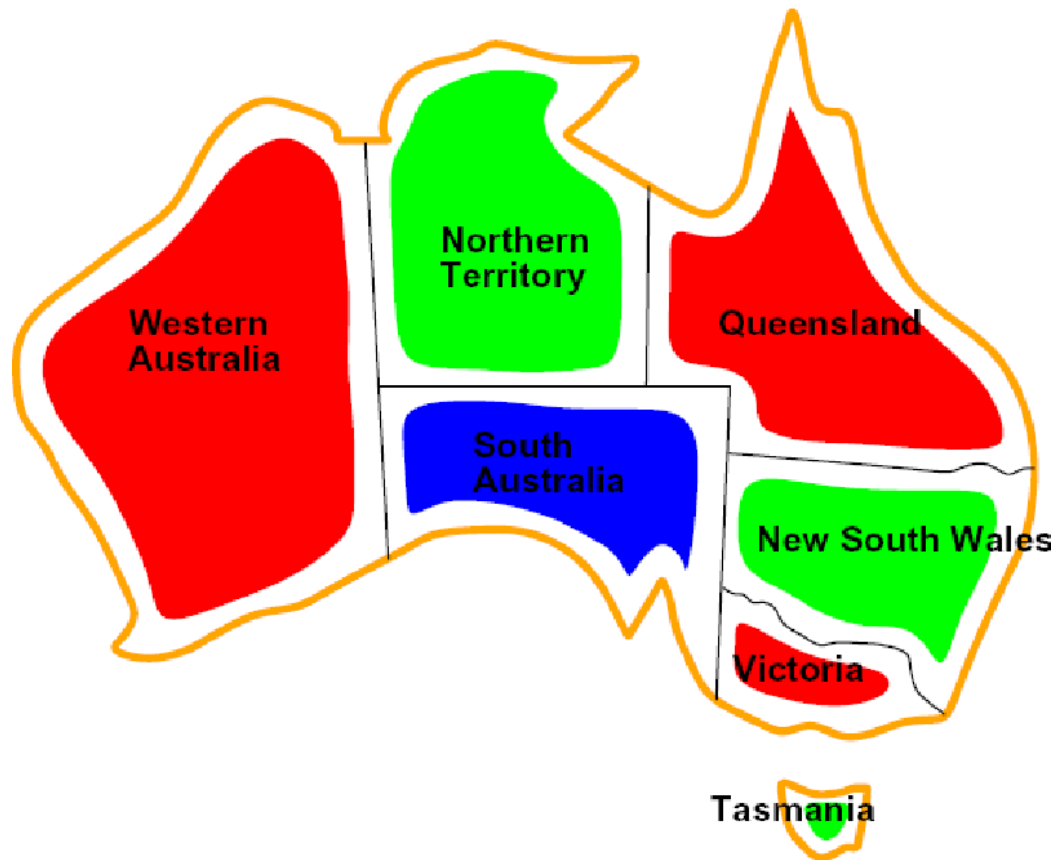 Northern
Territory
Western
Australia
Queensland
South
Australia
New South Wales
Victoria
Tasmania